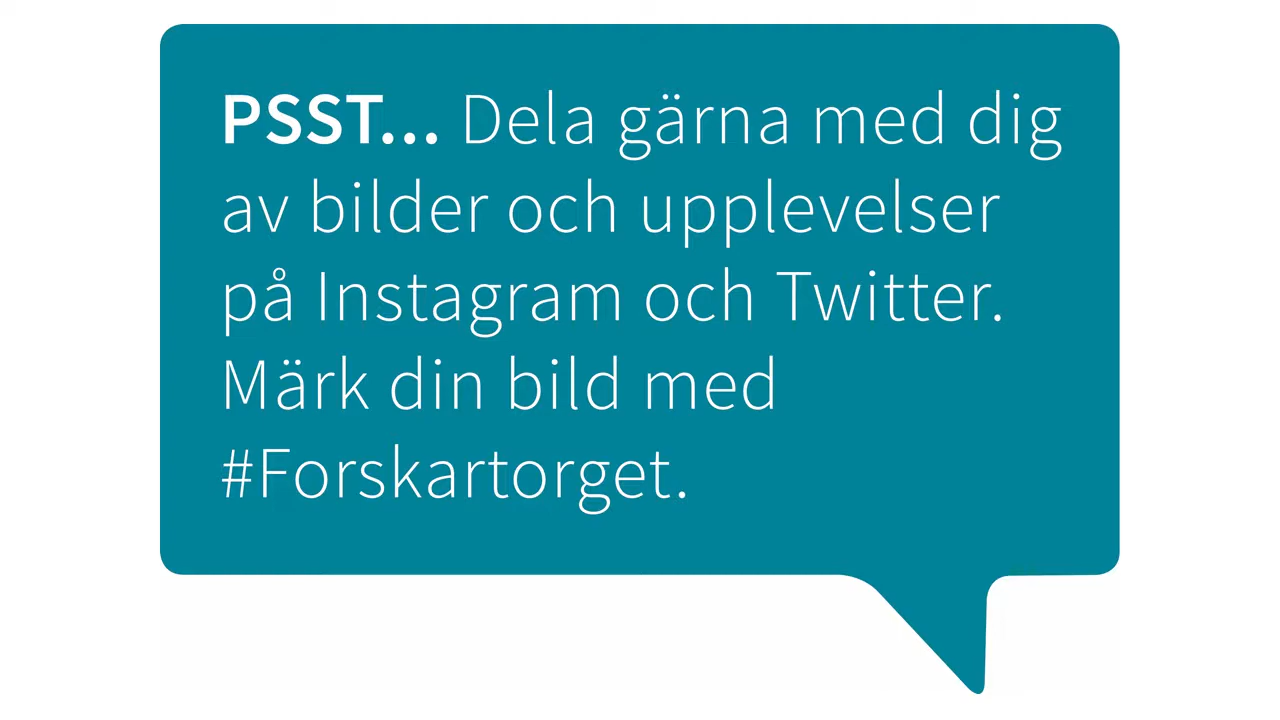 PSST... Dela gärna med dig
av bilder och upplevelser
på Instagram och Twitter.
Märk din bild med
#Forskartorget.